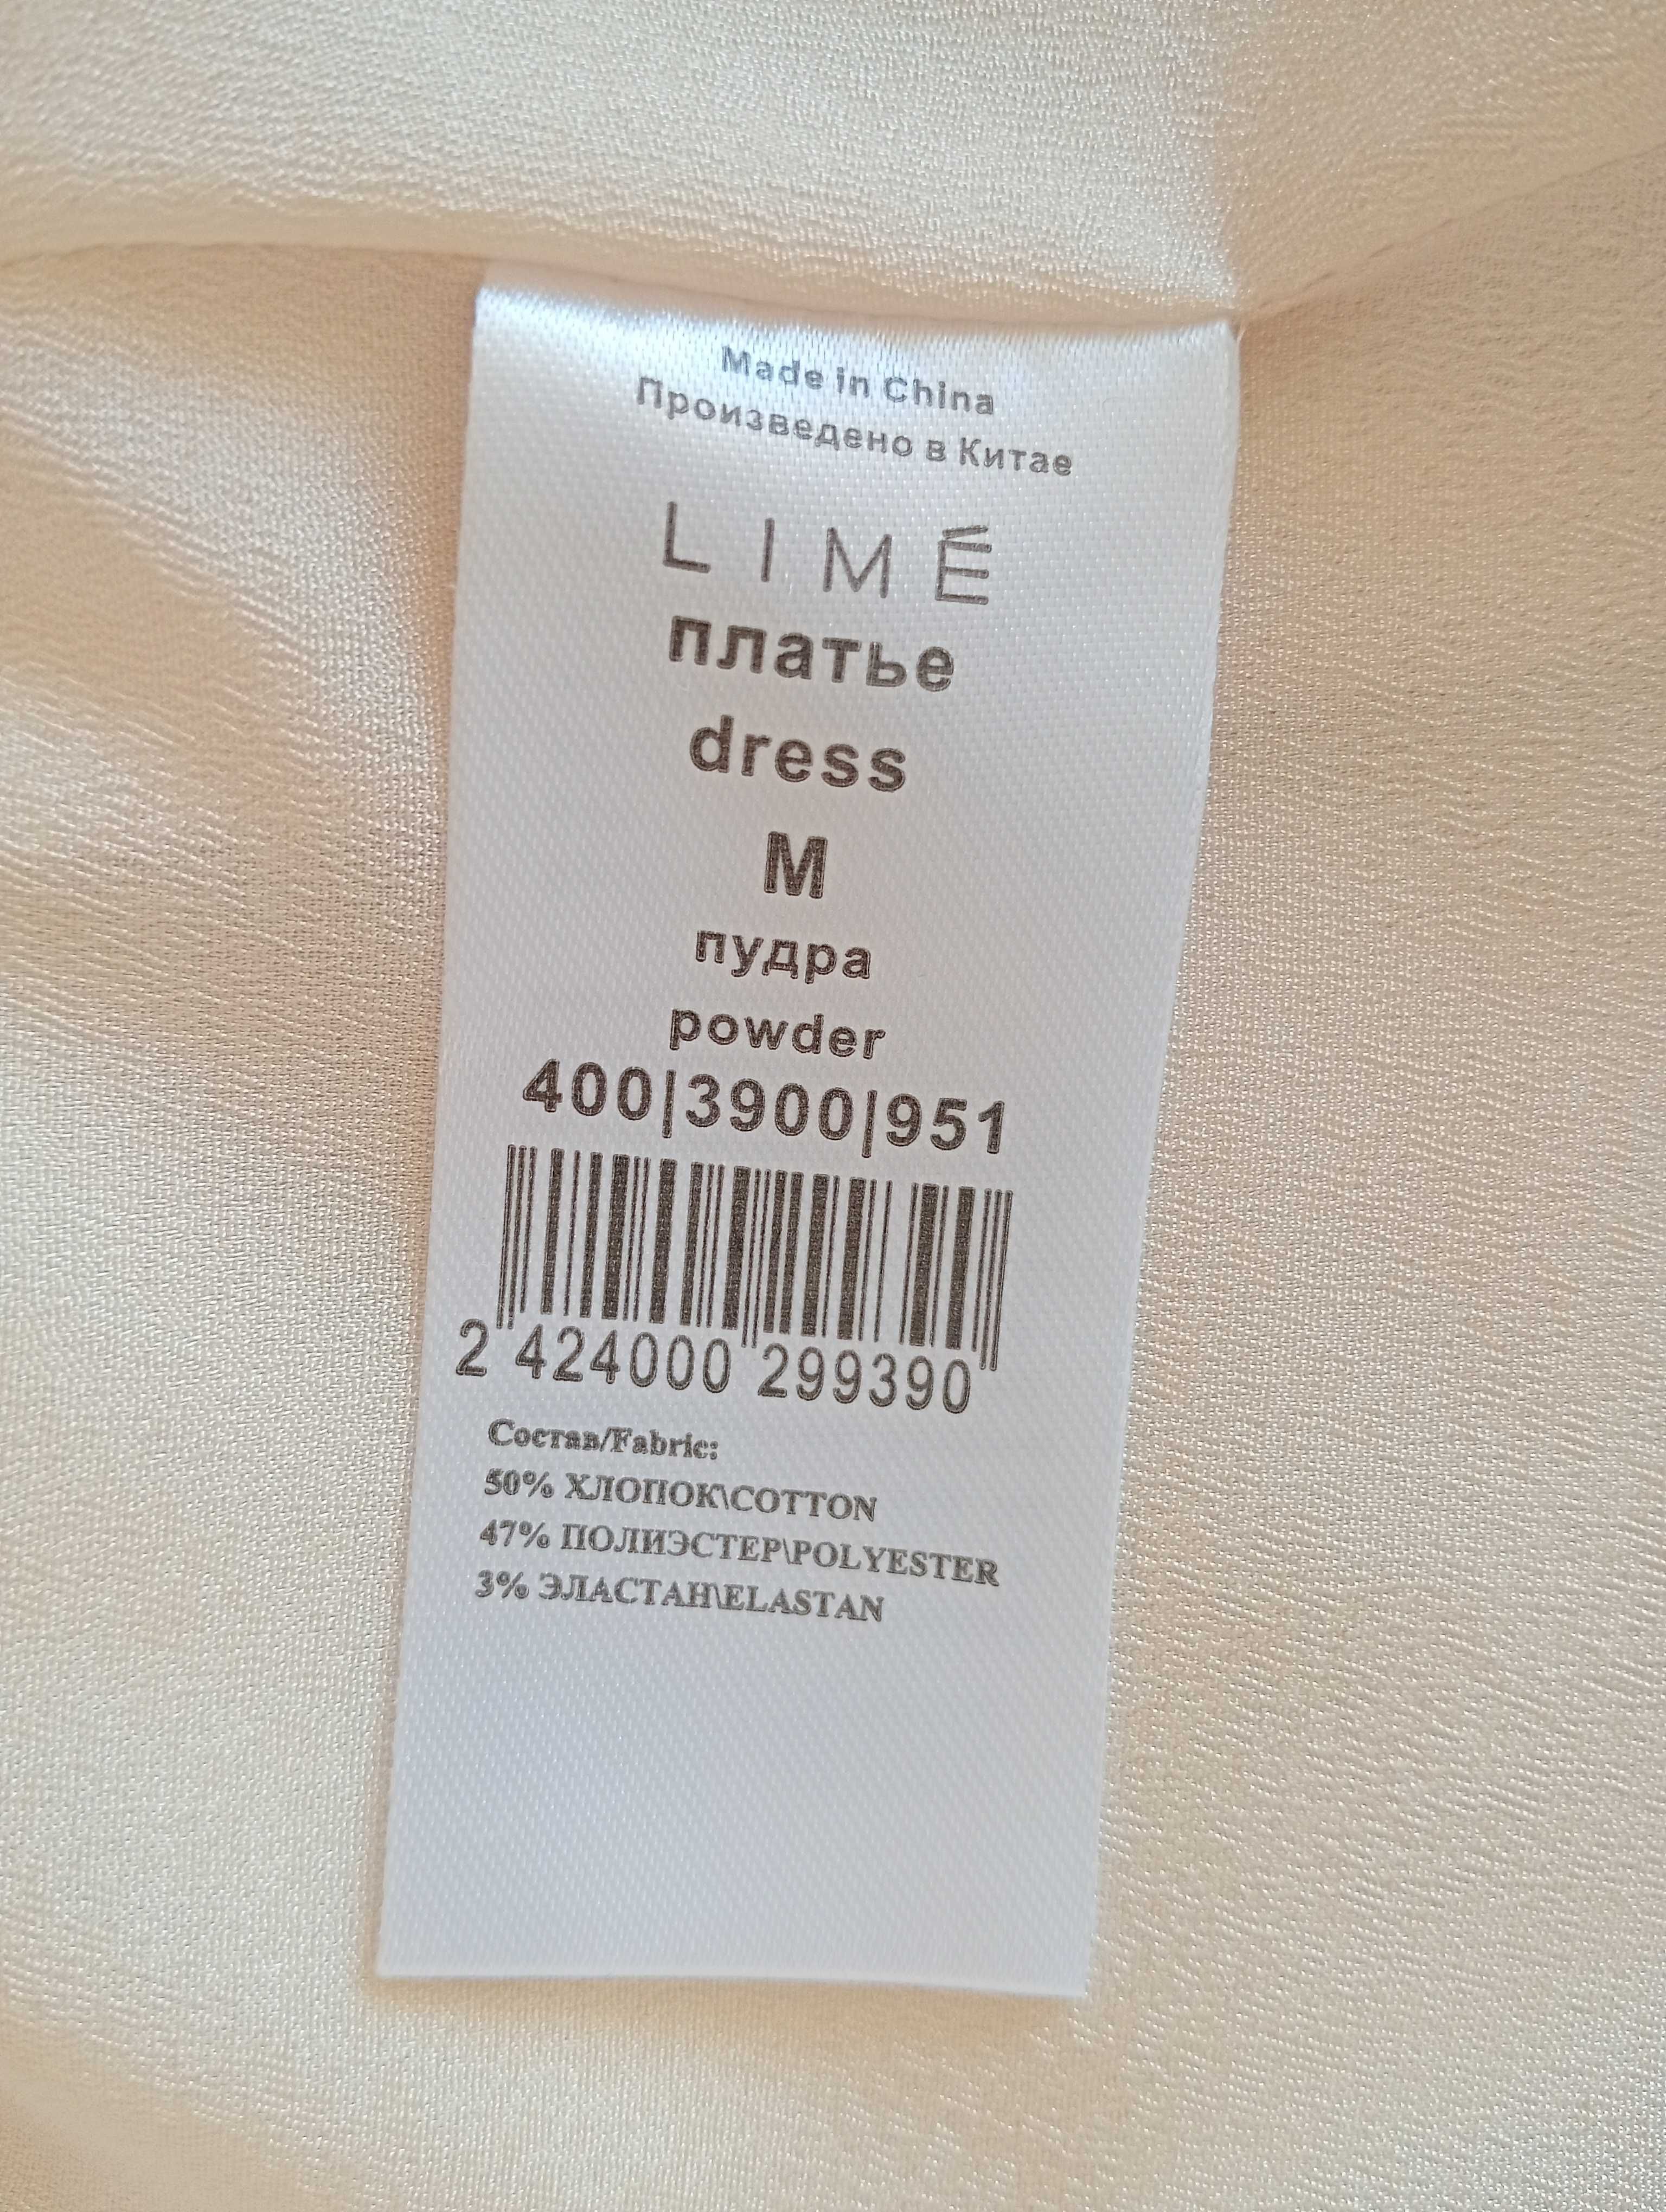 Made in China
Произведено в Китае
LIMÉ
платье
dress
M
пудра
powder
400|3900|951
2 424000 299390
Состав/Fabric:
50% ХЛОПОК\COTTON
47% ПОЛИЭСТЕР\POLYESTER
3% ЭЛАСТАН\ELASTAN